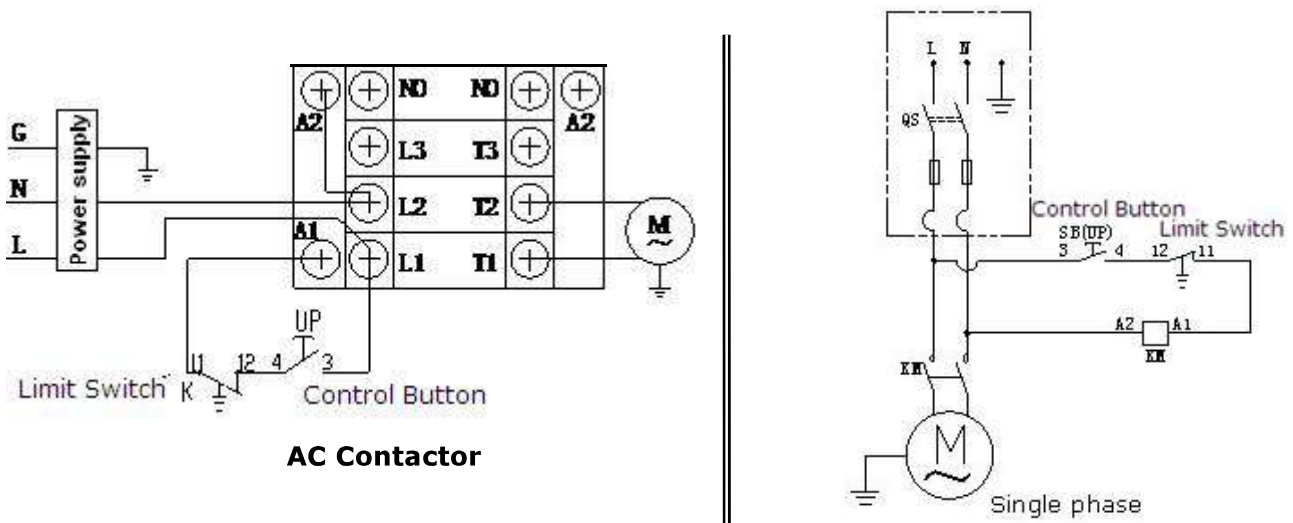 G
N
L
Power supply
A2
NO
NO
A2
L3
T3
L2
T2
A1
L1
T1
M
UP
11
12
4
3
K
Limit Switch
Control Button
AC Contactor
L
N
QS
Control Button
SB(UP)
Limit Switch
3
4
12
11
A2
A1
KM
KM
M
Single phase